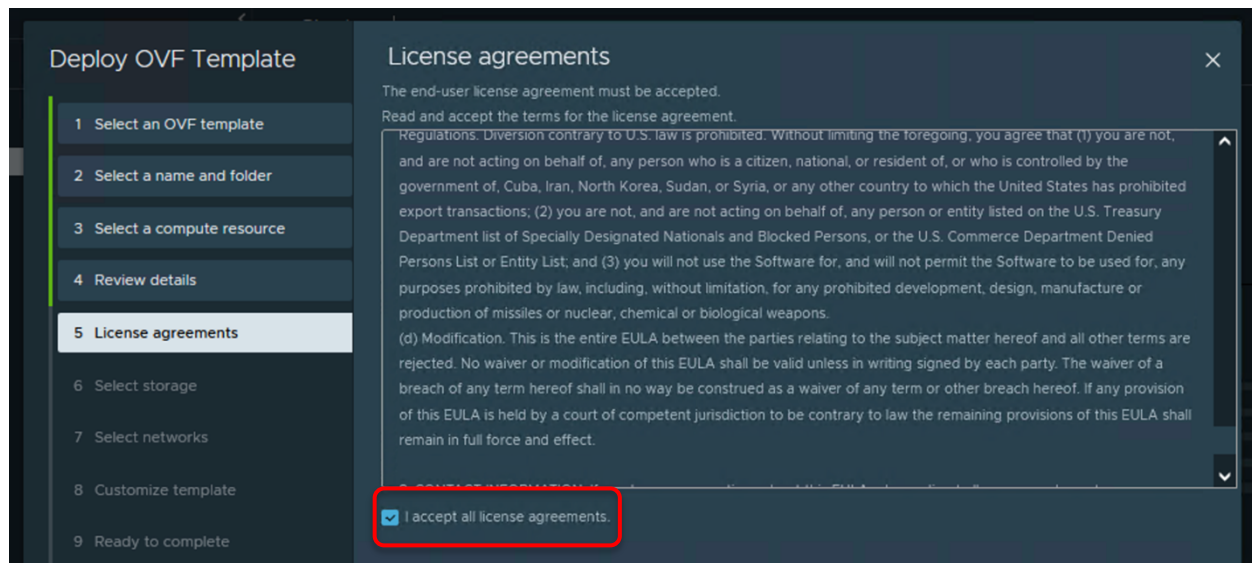 Deploy OVF Template
1 Select an OVF template
2 Select a name and folder
3 Select a compute resource
4 Review details
5 License agreements
6 Select storage
7 Select networks
8 Customize template
9 Ready to complete
License agreements
The end-user license agreement must be accepted.
Read and accept the terms for the license agreement.
Regulations. Diversion contrary to U.S. law is prohibited. Without limiting the foregoing, you agree that (1) you are not,
and are not acting on behalf of, any person who is a citizen, national, or resident of, or who is controlled by the
government of, Cuba, Iran, North Korea, Sudan, or Syria, or any other country to which the United States has prohibited
export transactions; (2) you are not, and are not acting on behalf of, any person or entity listed on the U.S. Treasury
Department list of Specially Designated Nationals and Blocked Persons, or the U.S. Commerce Department Denied
Persons List or Entity List; and (3) you will not use the Software for, and will not permit the Software to be used for, any
purposes prohibited by law, including, without limitation, for any prohibited development, design, manufacture or
production of missiles or nuclear, chemical or biological weapons.
(d) Modification. This is the entire EULA between the parties relating to the subject matter hereof and all other terms are
rejected. No waiver or modification of this EULA shall be valid unless in writing signed by each party. The waiver of a
breach of any term hereof shall in no way be construed as a waiver of any term or other breach hereof. If any provision
of this EULA is held by a court of competent jurisdiction to be contrary to law the remaining provisions of this EULA shall
remain in full force and effect.
CONTACT INFORMATION.
I accept all license agreements.